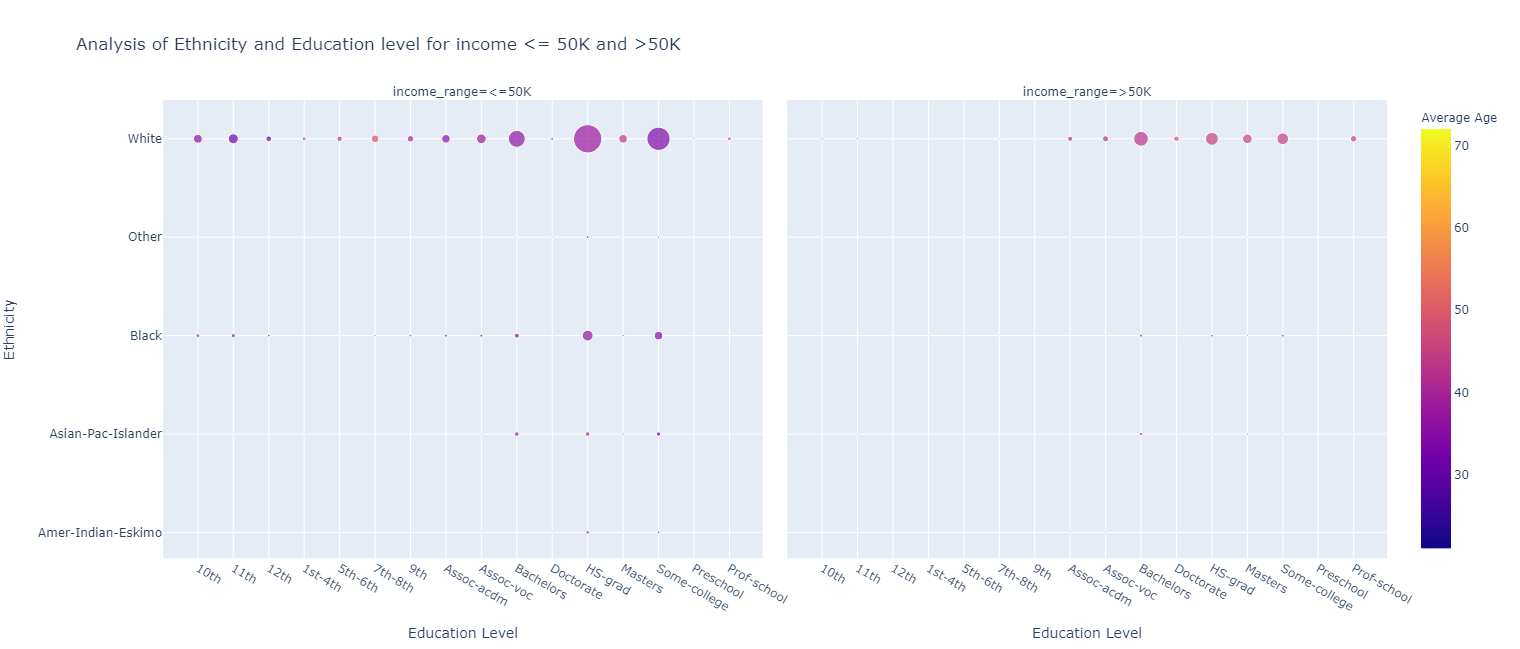 Analysis of Ethnicity and Education level for income <= 50K and >50K
income_range=<=50K
income_range=>50K
Average Age
70
60
50
40
30
Ethnicity
White
Other
Black
Asian-Pac-Islander
Amer-Indian-Eskimo
10th
11th
12th
1st-4th
5th-6th
7th-8th
9th
Assoc-acdm
Assoc-voc
Bachelors
Doctorate
HS-grad
Masters
Some-college
Preschool
Prof-school
10th
11th
12th
1st-4th
5th-6th
7th-8th
9th
Assoc-acdm
Assoc-voc
Bachelors
Doctorate
HS-grad
Masters
Some-college
Preschool
Prof-school
Education Level
Education Level